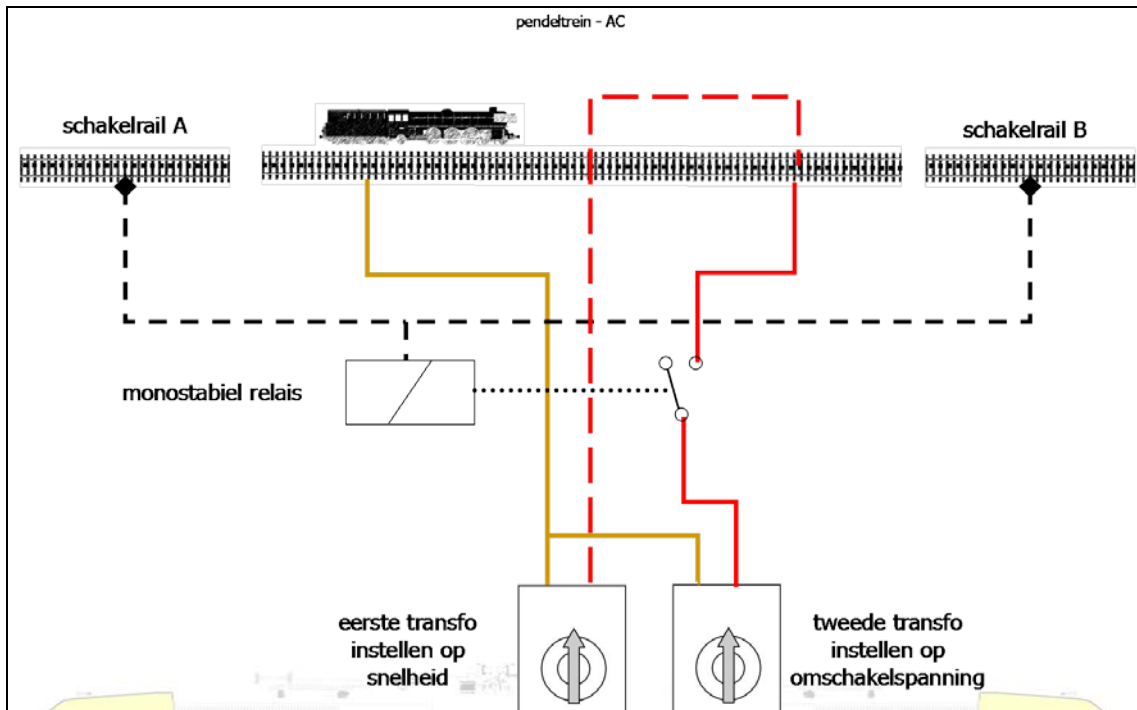 pendeltrein - AC
schakelrail A
schakelrail B
monostabiel relais
eerste transfo
instellen op
snelheid
tweede transfo
instellen op
omschakelspanning